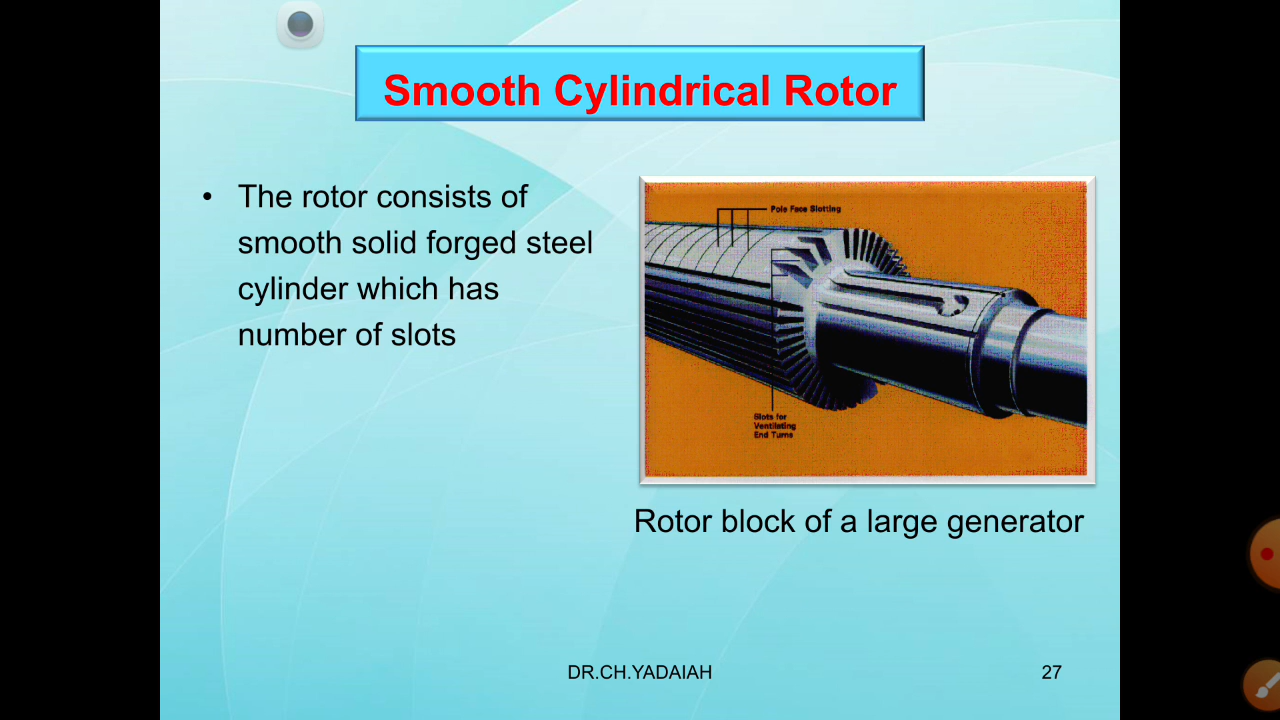 Smooth Cylindrical Rotor
• The rotor consists of
smooth solid forged steel
cylinder which has
number of slots
Pole Face Slotting
Slots for
Ventilating
End Turns
Rotor block of a large generator
DR.CH.YADAIAH
27